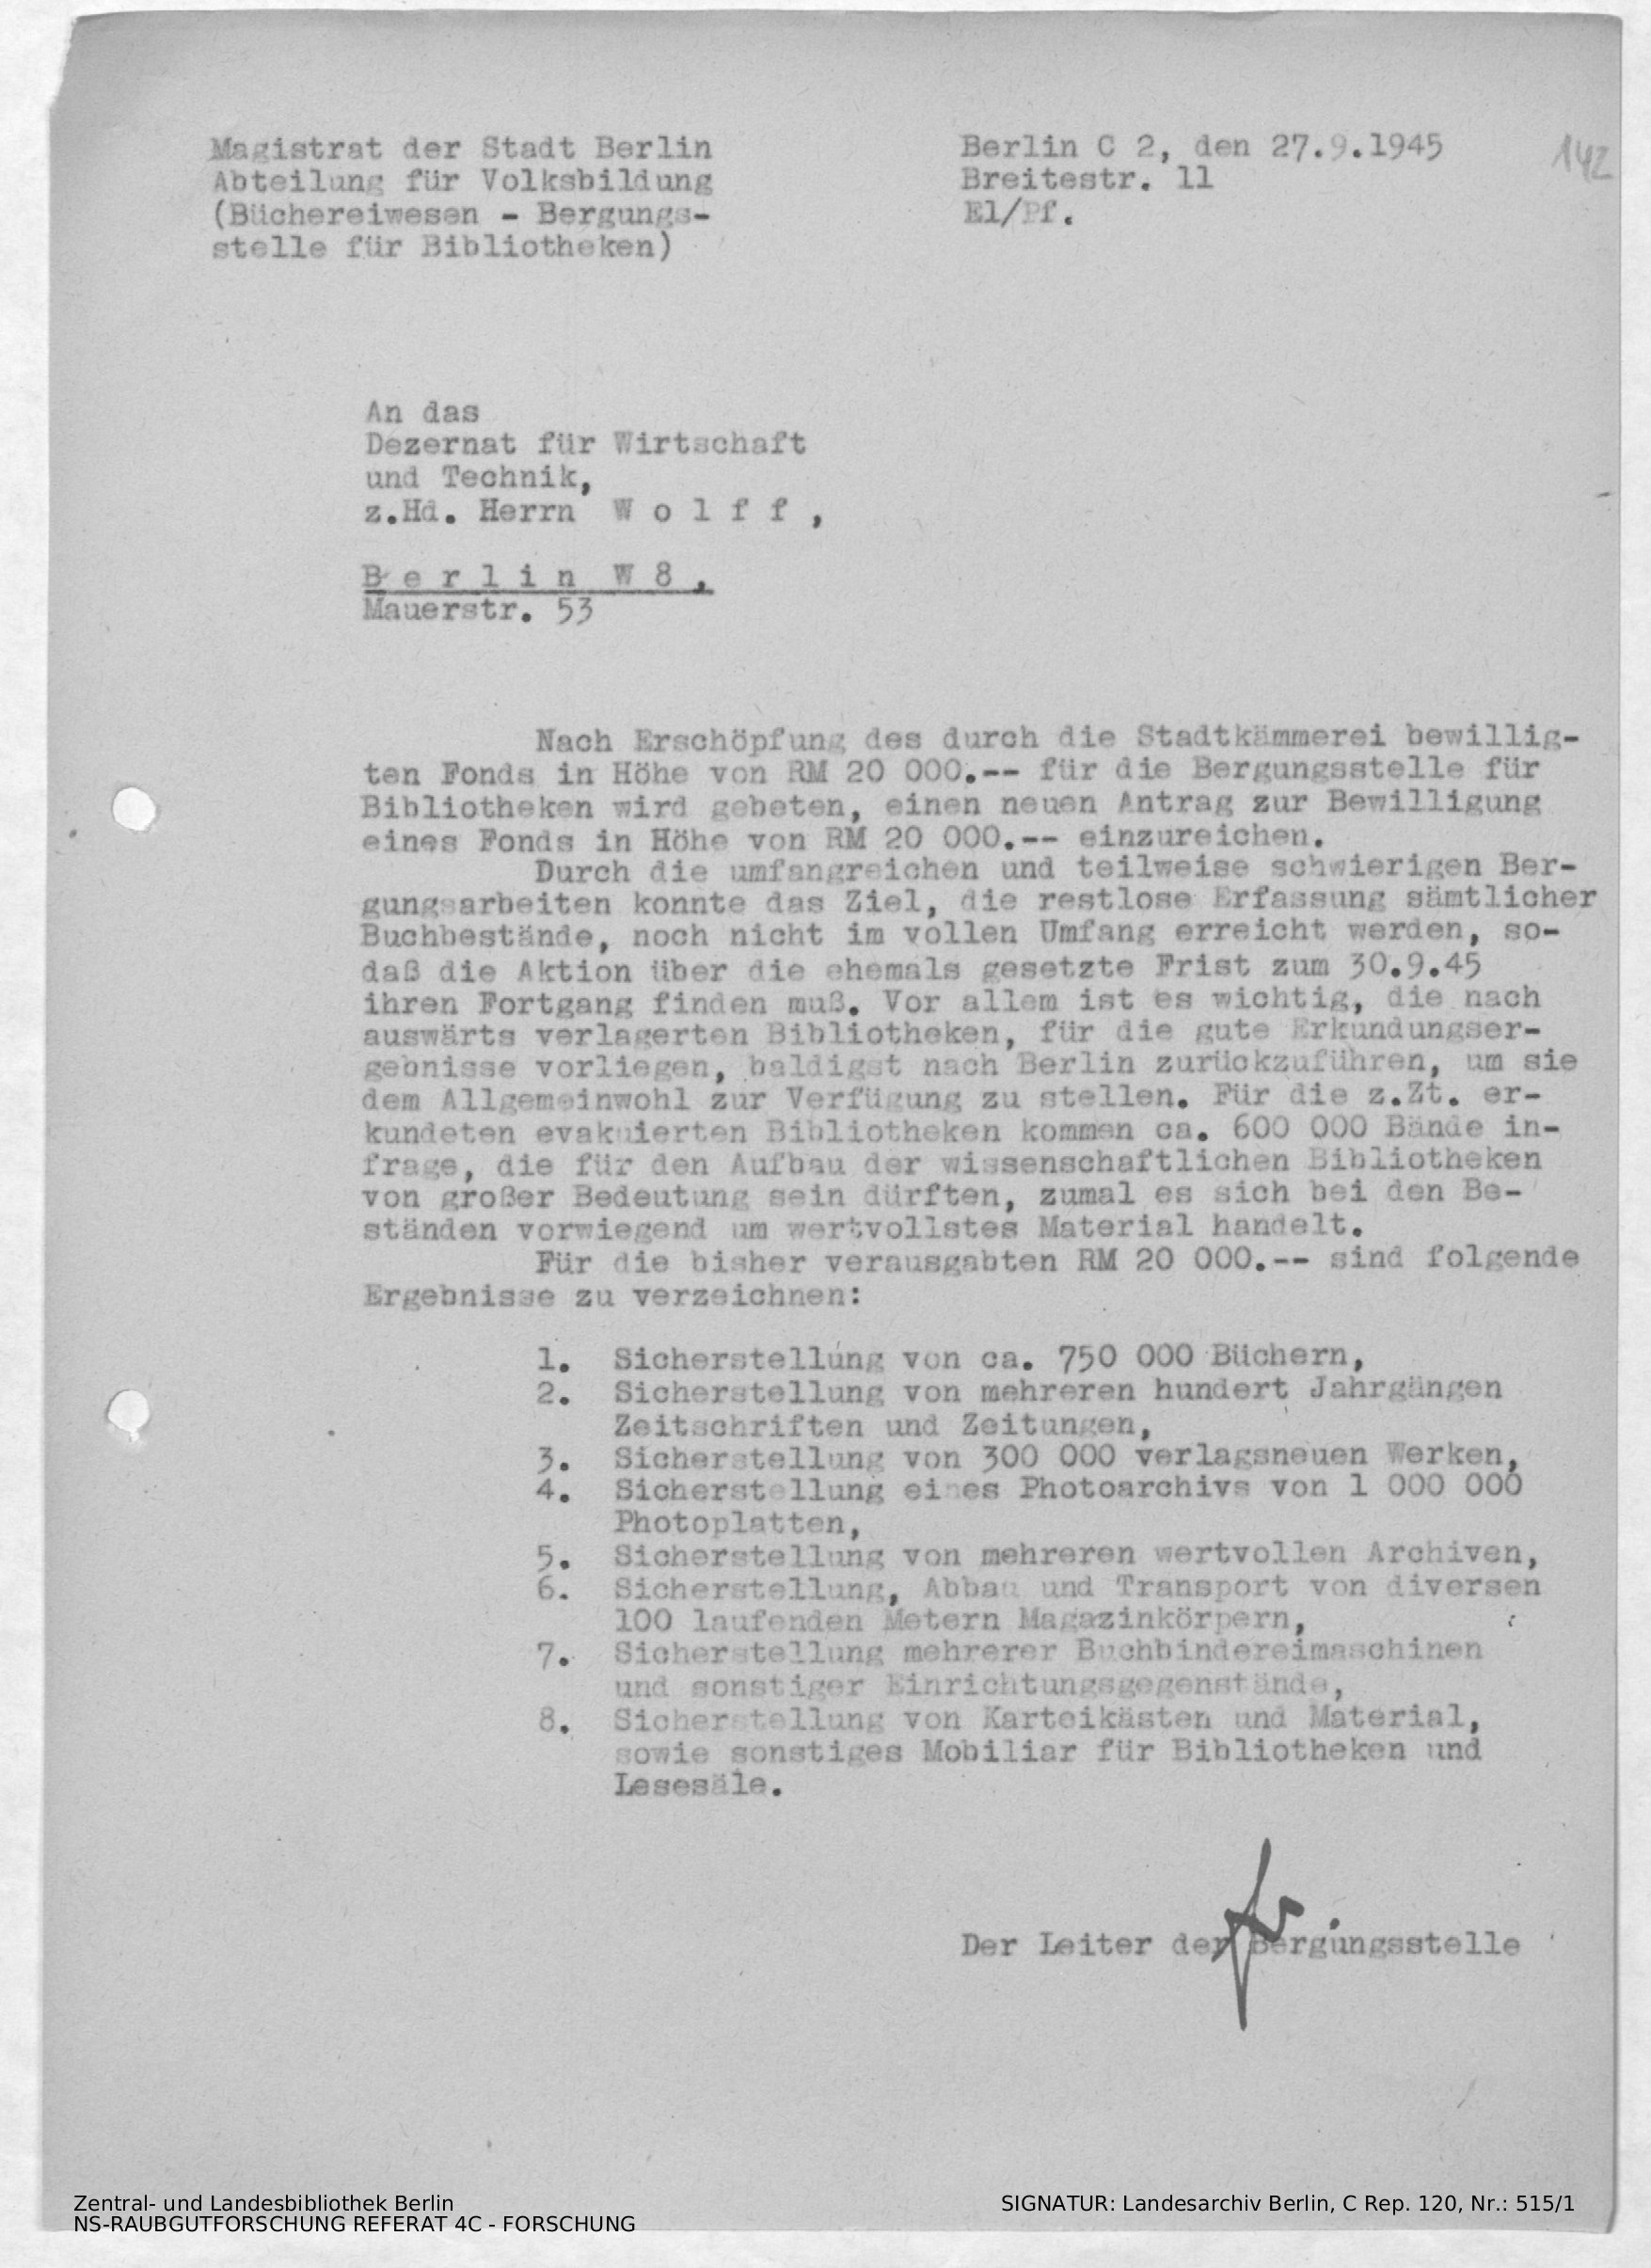 Magistrat der Stadt Berlin
Abteilung für Volksbildung
(Büchereiwesen - Bergungs-
stelle für Bibliotheken)
Berlin C 2, den 27.9.1945
Breitestr. 11
El/Pf.
142
An das
Dezernat für Wirtschaft
und Technik,
z.Hd. Herrn W o l f f ,
B e r l i n W 8 ,
Mauerstr. 53
Nach Erschöpfung des durch die Stadtkämmerei bewillig-
ten Fonds in Höhe von RM 20 000.-- für die Bergungsstelle für
Bibliotheken wird gebeten, einen neuen Antrag zur Bewilligung
eines Fonds in Höhe von RM 20 000.-- einzureichen.
Durch die umfangreichen und teilweise schwierigen Ber-
gungsarbeiten konnte das Ziel, die restlose Erfassung sämtlicher
Buchbestände, noch nicht im vollen Umfang erreicht werden, so-
daß die Aktion über die ehemals gesetzte Frist zum 30.9.45
ihren Fortgang finden muß. Vor allem ist es wichtig, die nach
auswärts verlagerten Bibliotheken, für die gute Erkundungser-
gebnisse vorliegen, baldigst nach Berlin zurückzuführen, um sie
dem Allgemeinwohl zur Verfügung zu stellen. Für die z.Zt. er-
kundeten evakuierten Bibliotheken kommen ca. 600 000 Bände in-
frage, die für den Aufbau der wissenschaftlichen Bibliotheken
von großer Bedeutung sein dürften, zumal es sich bei den Be-
ständen vorwiegend um wertvollstes Material handelt.
Für die bisher verausgabten RM 20 000.-- sind folgende
Ergebnisse zu verzeichnen:
1. Sicherstellung von ca. 750 000 Büchern,
2. Sicherstellung von mehreren hundert Jahrgängen
Zeitschriften und Zeitungen,
3. Sicherstellung von 300 000 verlagsneuen Werken,
4. Sicherstellung eines Photoarchivs von 1 000 000
Photoplatten,
5. Sicherstellung von mehreren wertvollen Archiven,
6. Sicherstellung, Abbau und Transport von diversen
100 laufenden Metern Magazinkörpern,
7. Sicherstellung mehrerer Buchbindereimaschinen
und sonstiger Einrichtungsgegenstände,
8. Sicherstellung von Karteikästen und Material,
sowie sonstiges Mobiliar für Bibliotheken und
Lesesäle.
Der Leiter der Bergungsstelle
Zentral- und Landesbibliothek Berlin
NS-RAUBGUTFORSCHUNG REFERAT 4C - FORSCHUNG
SIGNATUR: Landesarchiv Berlin, C Rep. 120, Nr.: 515/1